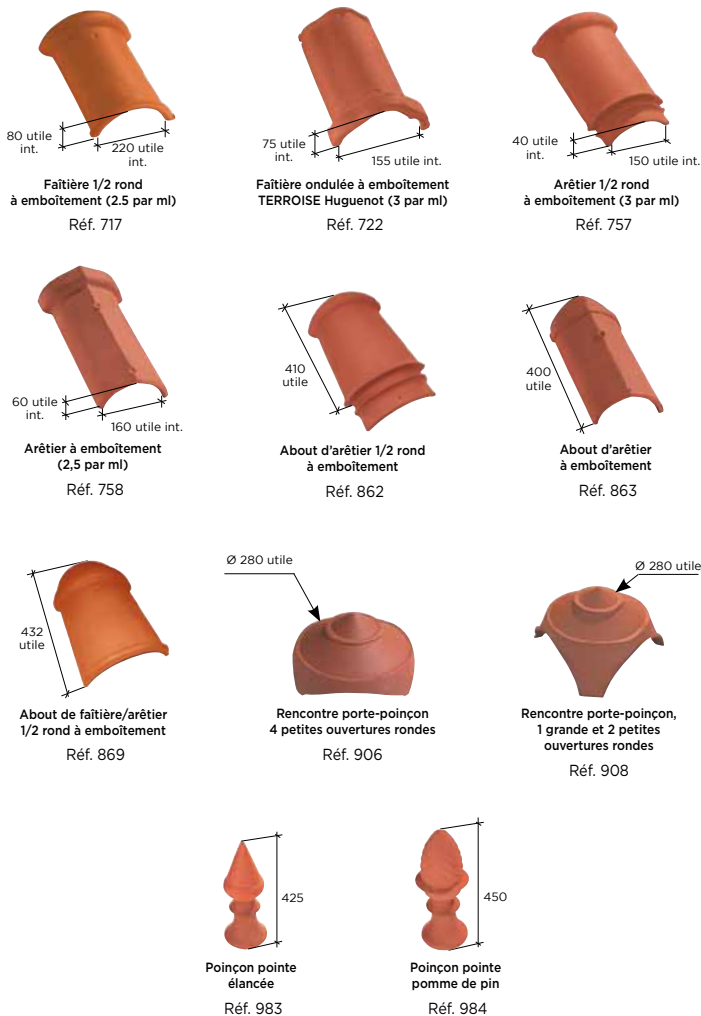 80 utile
int.
220 utile
int.
Faîtière 1/2 rond
à emboîtement (2.5 par ml)
Réf. 717
75 utile
int.
155 utile int.
Faîtière ondulée à emboîtement
TERROISE Huguenot (3 par ml)
Réf. 722
40 utile
int.
150 utile int.
Arêtier 1/2 rond
à emboîtement (3 par ml)
Réf. 757
60 utile
int.
160 utile int.
Arêtier à emboîtement
(2,5 par ml)
Réf. 758
410
utile
About d'arêtier 1/2 rond
à emboîtement
Réf. 862
400
utile
About d'arêtier
à emboîtement
Réf. 863
432
utile
About de faîtière/arêtier
1/2 rond à emboîtement
Réf. 869
Ø 280 utile
Rencontre porte-poinçon
4 petites ouvertures rondes
Réf. 906
Ø 280 utile
Rencontre porte-poinçon,
1 grande et 2 petites
ouvertures rondes
Réf. 908
425
Poinçon pointe
élancée
Réf. 983
450
Poinçon pointe
pomme de pin
Réf. 984